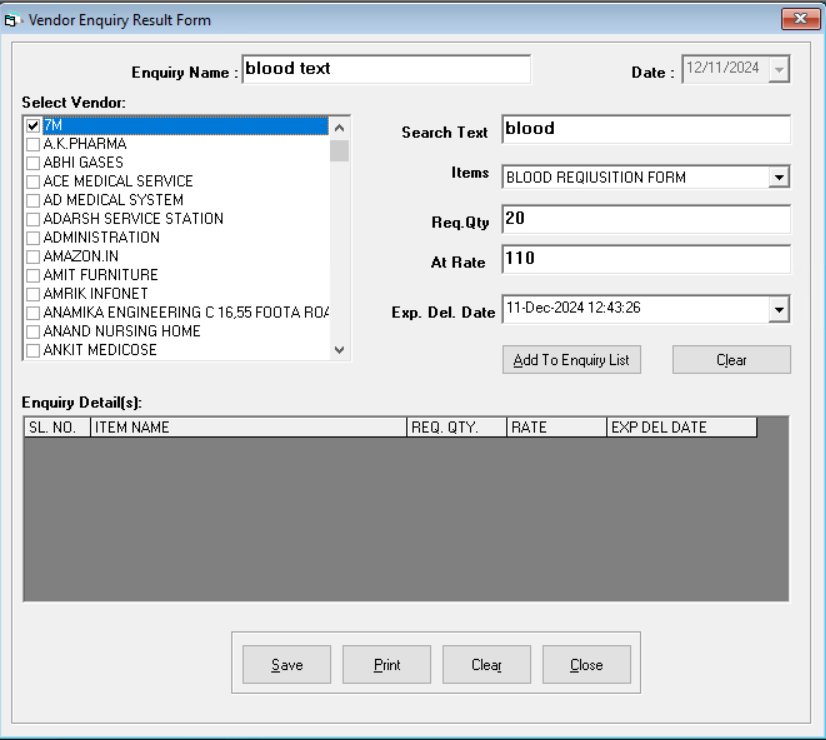 Vendor Enquiry Result Form
Enquiry Name : blood text
Date : 12/11/2024
Select Vendor:
7M
A.K.PHARMA
ABHI GASES
ACE MEDICAL SERVICE
AD MEDICAL SYSTEM
ADARSH SERVICE STATION
ADMINISTRATION
AMAZON.IN
AMIT FURNITURE
AMRIK INFONET
ANAMIKA ENGINEERING C 16,55 FOOTA ROA
ANAND NURSING HOME
ANKIT MEDICOSE
Search Text blood
Items BLOOD REQIUSITION FORM
Req.Qty 20
At Rate 110
Exp. Del. Date 11-Dec-2024 12:43:26
Add To Enquiry List Clear
Enquiry Detail(s):
SL. NO. ITEM NAME REQ. QTY. RATE EXP DEL DATE
Save Print Clear Close